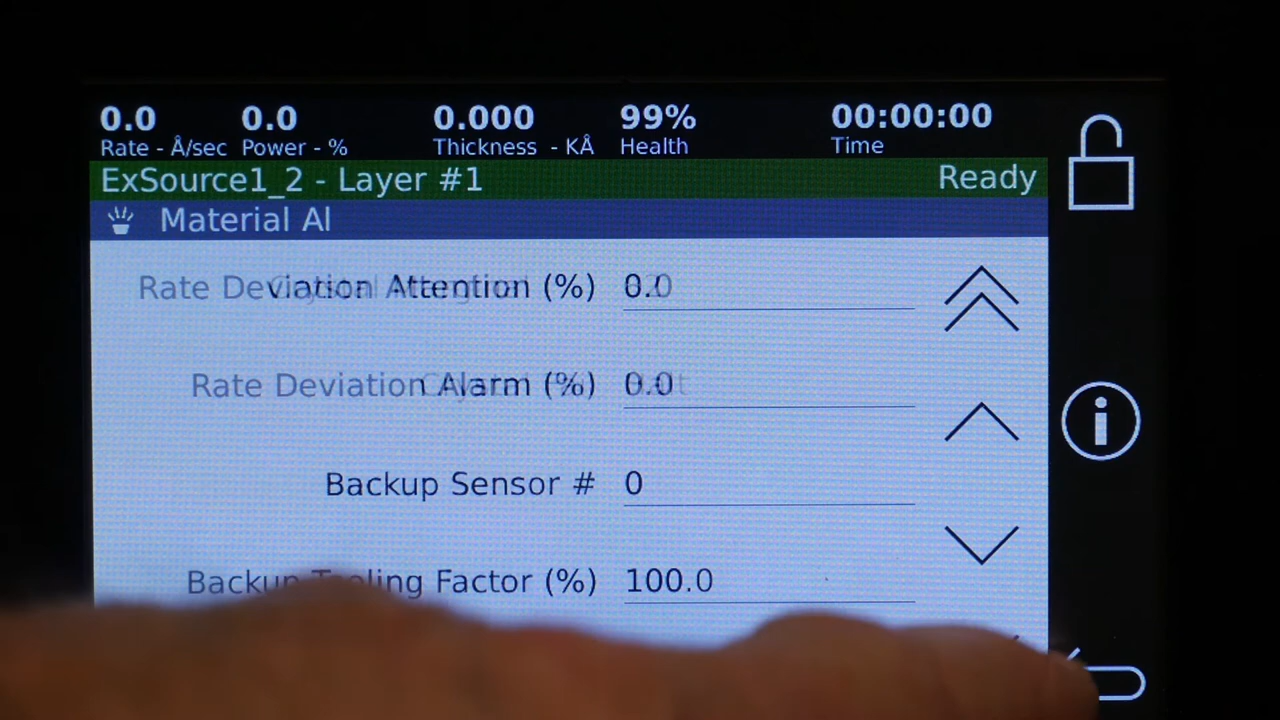 0.0 0.0 0.000 99% 00:00:00
Rate - Å/sec Power - % Thickness - KÅ Health Time
ExSource1_2 - Layer #1 Ready
Material Al
Rate Deviation Attention (%) 0.0
Rate Deviation Alarm (%) 0.0
Backup Sensor # 0
Backup Tooling Factor (%) 100.0